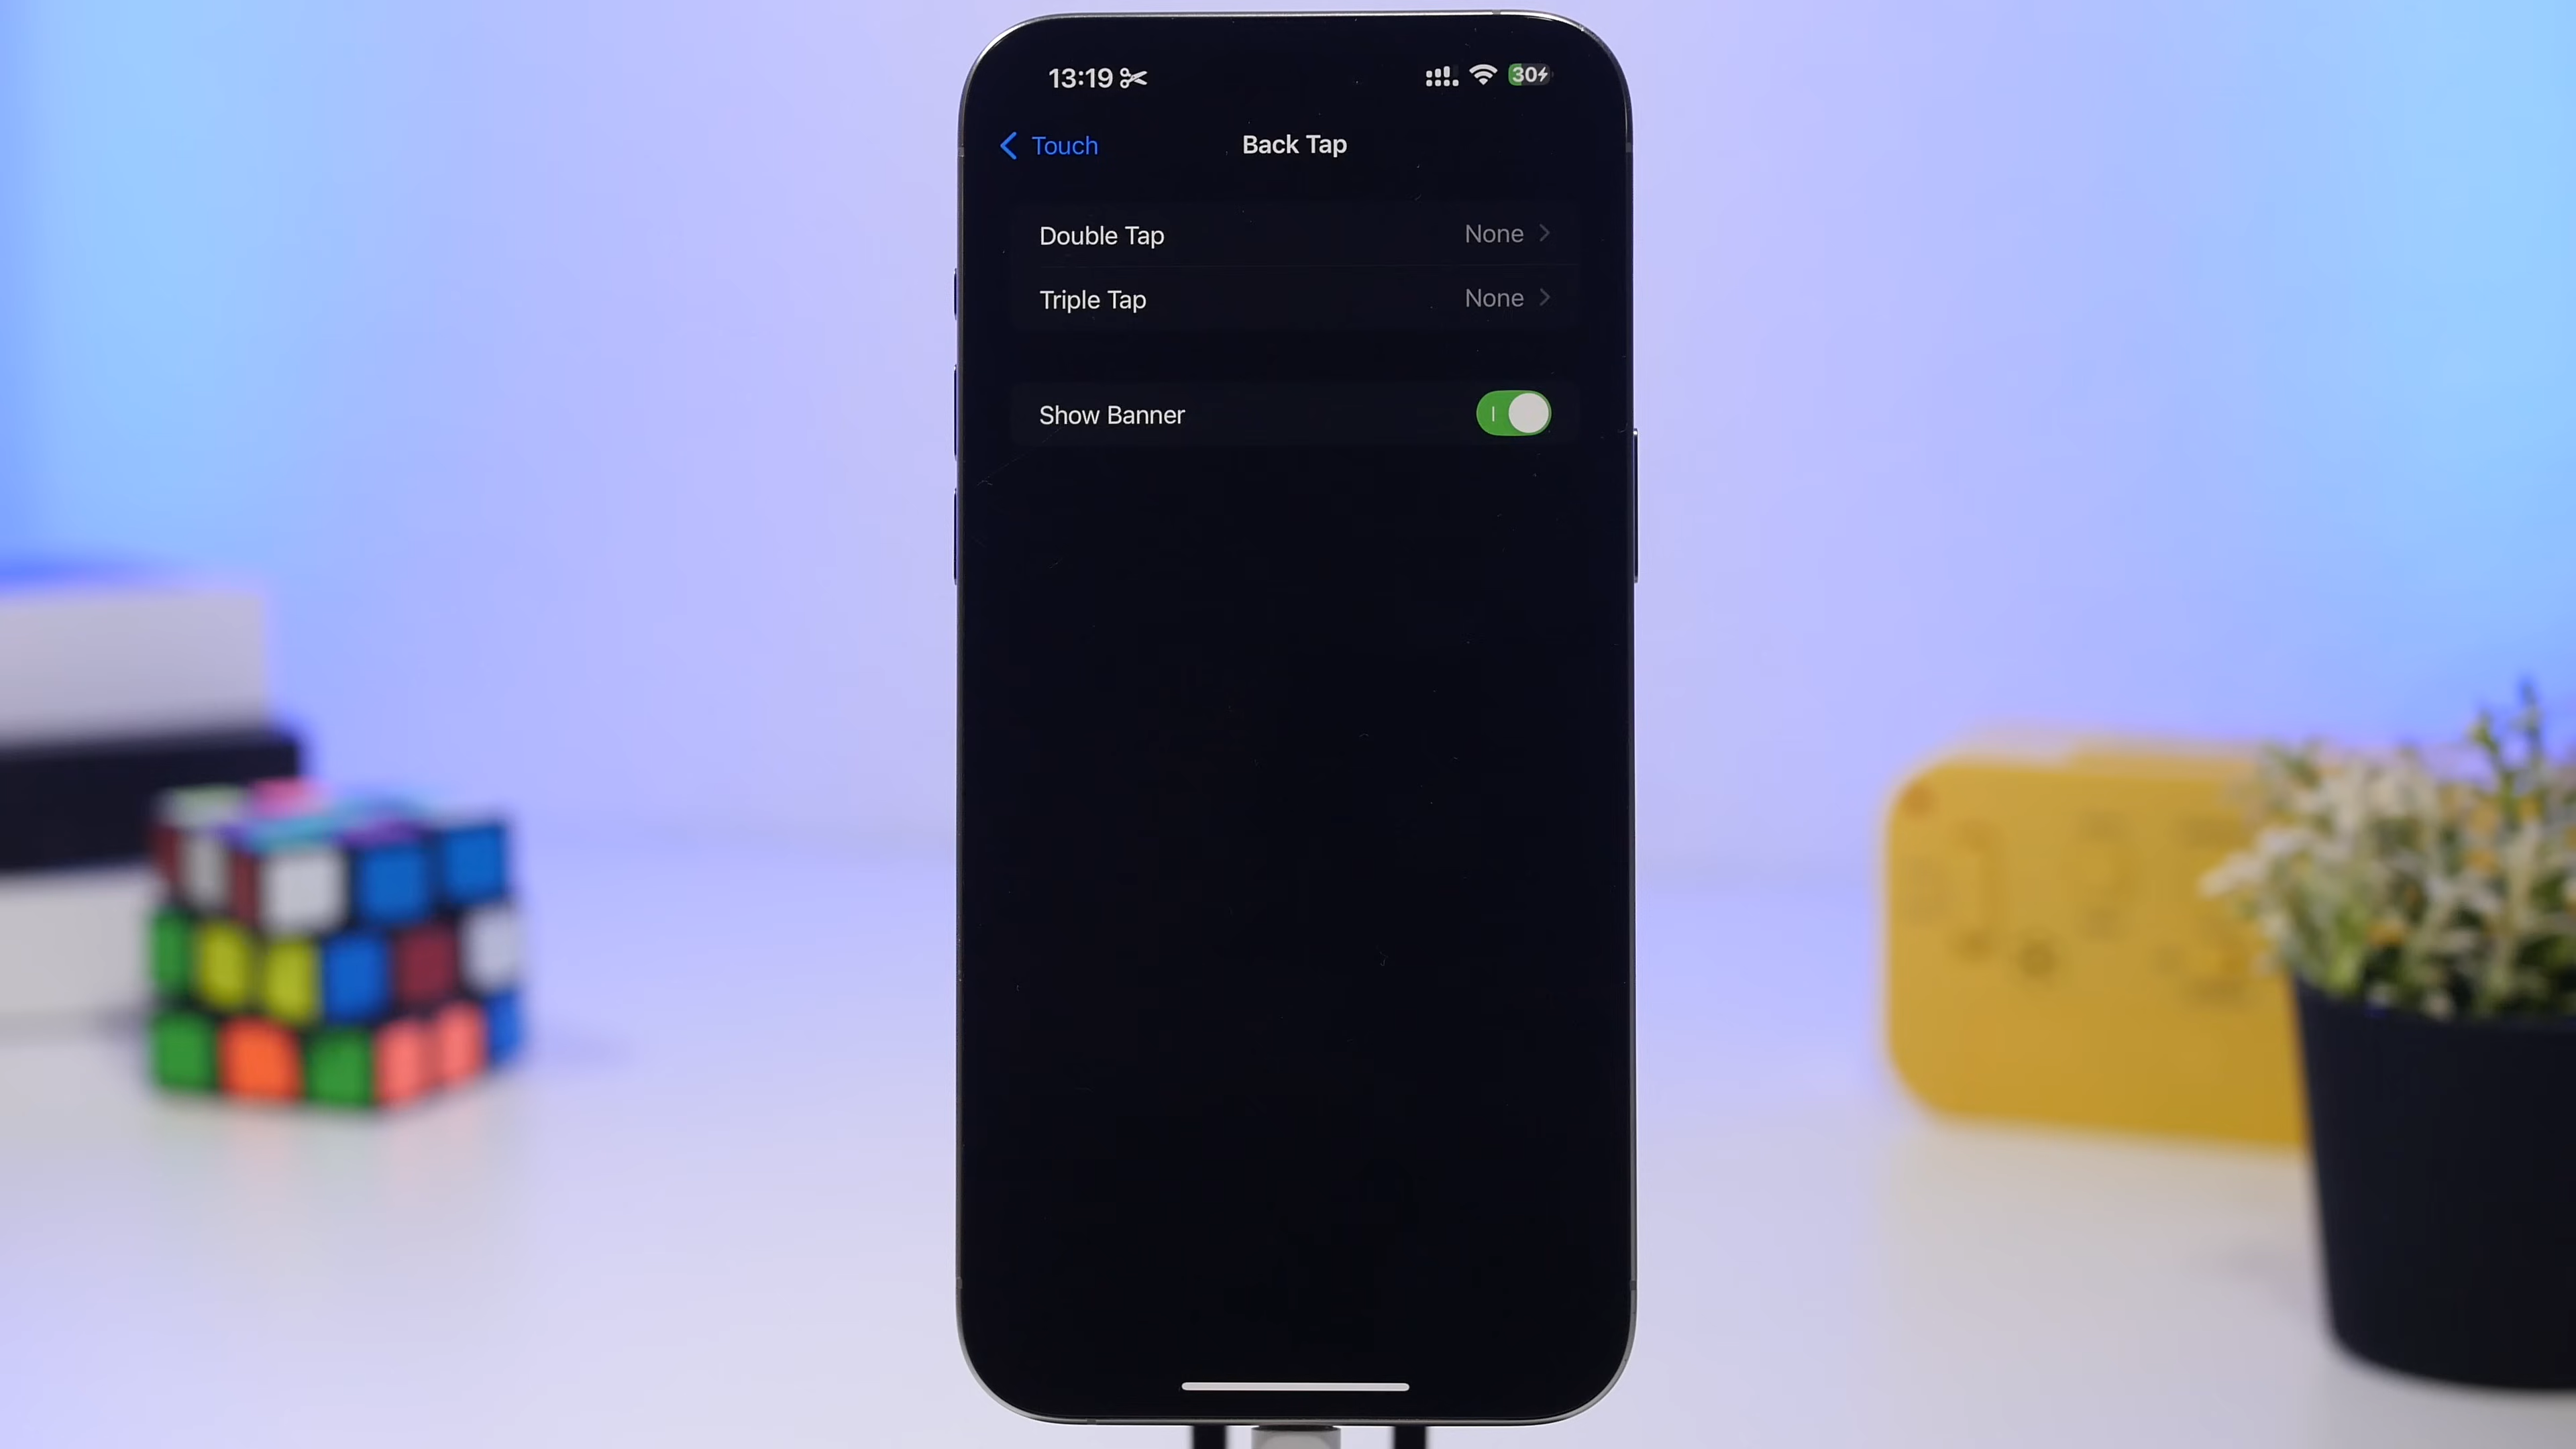 13:19
30
Touch
Back Tap
Double Tap
None
Triple Tap
None
Show Banner